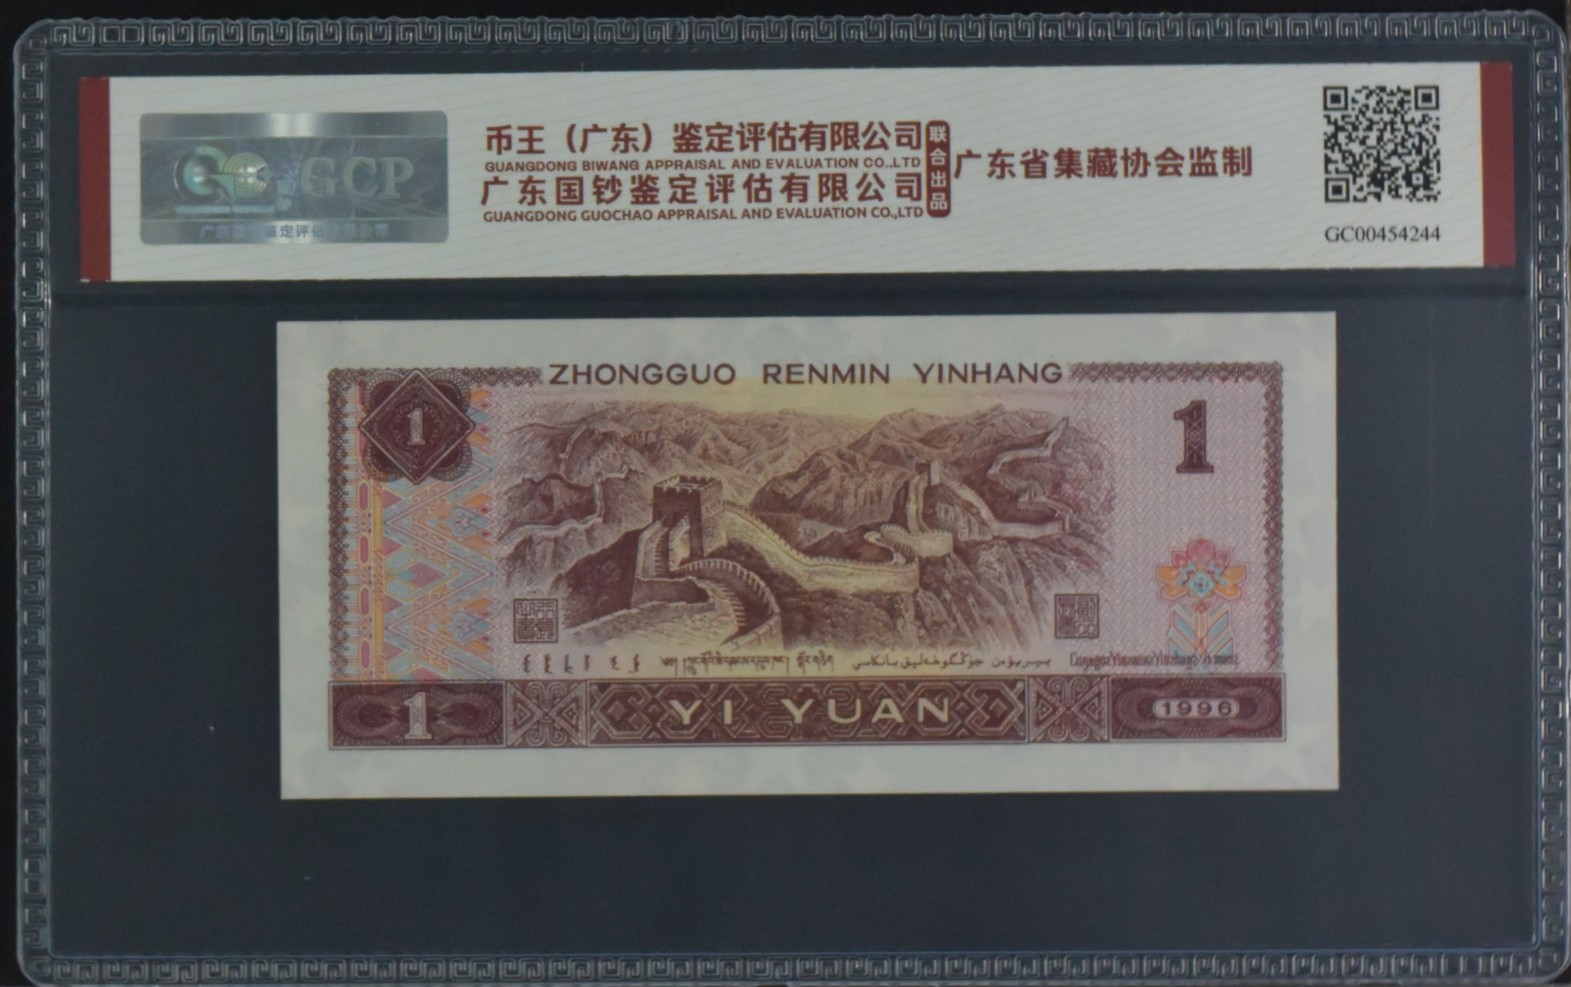 GCP
币王（广东）鉴定评估有限公司
GUANGDONG BIWANG APPRAISAL AND EVALUATION CO.,LTD
广东国钞鉴定评估有限公司
GUANGDONG GUOCHAO APPRAISAL AND EVALUATION CO.,LTD
联合出品
广东省集藏协会监制
GC00454244
ZHONGGUO RENMIN YINHANG
1
1
1
YI YUAN
1996